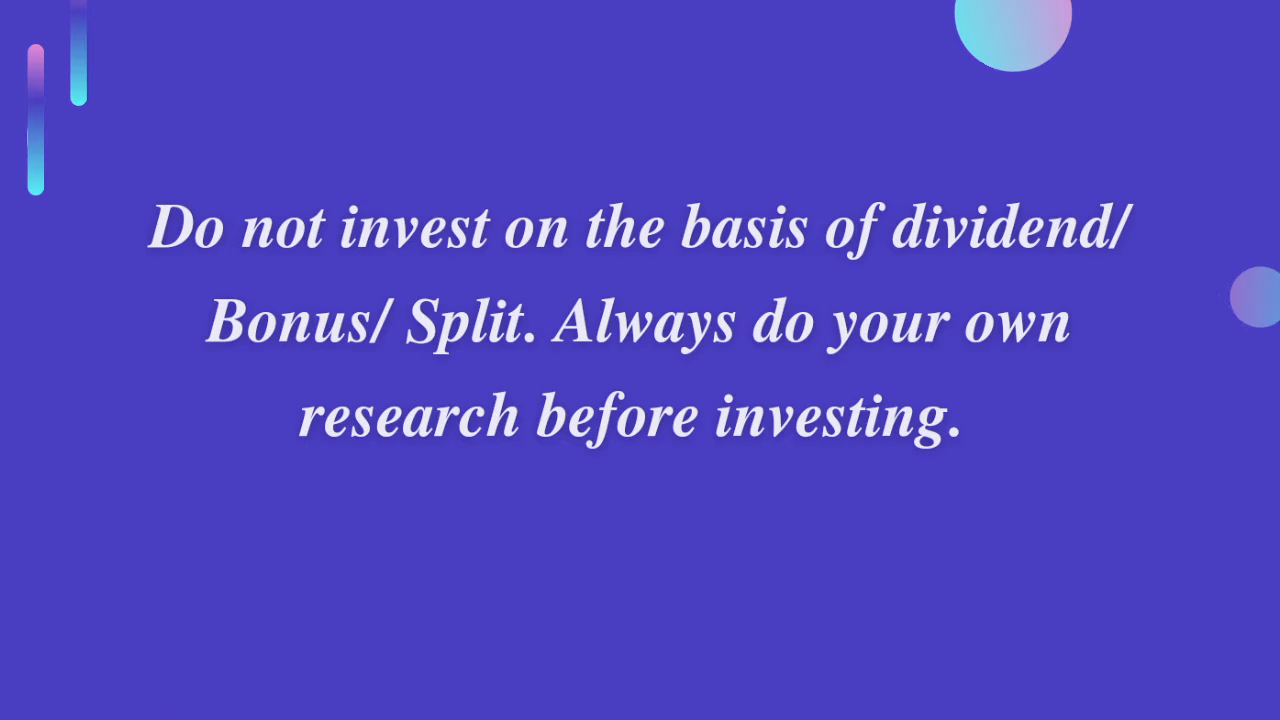 Do not invest on the basis of dividend/
Bonus/ Split. Always do your own
research before investing.